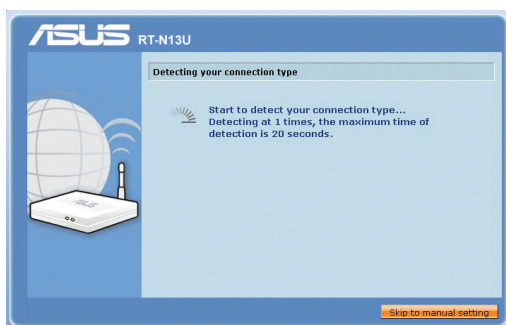 ASUS RT-N13U
Detecting your connection type
Start to detect your connection type...
Detecting at 1 times, the maximum time of
detection is 20 seconds.
ASUS
Skip to manual setting